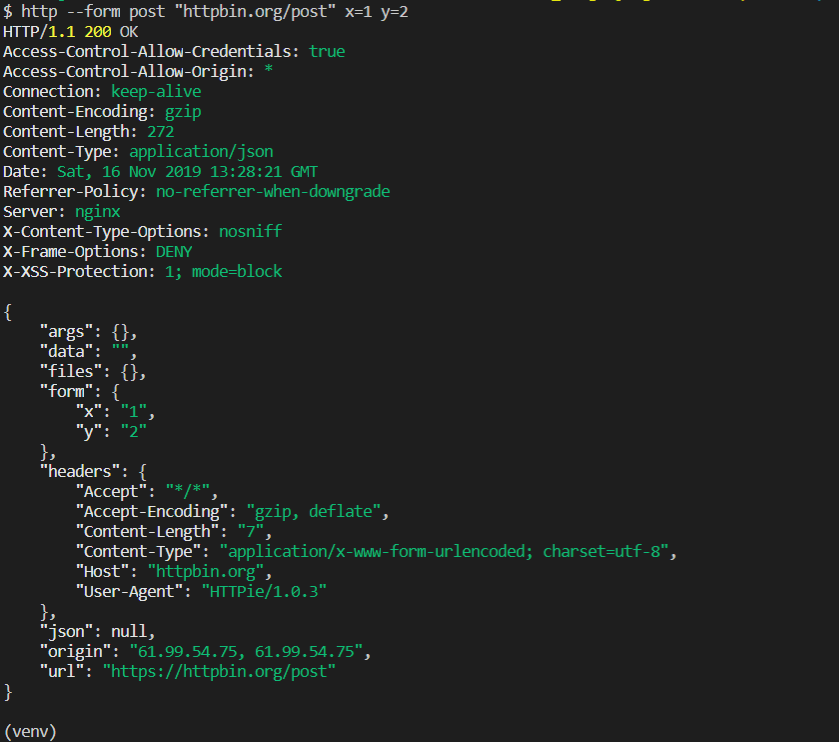 $ http --form post "httpbin.org/post" x=1 y=2
HTTP/1.1 200 OK
Access-Control-Allow-Credentials: true
Access-Control-Allow-Origin: *
Connection: keep-alive
Content-Encoding: gzip
Content-Length: 272
Content-Type: application/json
Date: Sat, 16 Nov 2019 13:28:21 GMT
Referrer-Policy: no-referrer-when-downgrade
Server: nginx
X-Content-Type-Options: nosniff
X-Frame-Options: DENY
X-XSS-Protection: 1; mode=block

{
    "args": {},
    "data": "",
    "files": {},
    "form": {
        "x": "1",
        "y": "2"
    },
    "headers": {
        "Accept": "*/*",
        "Accept-Encoding": "gzip, deflate",
        "Content-Length": "7",
        "Content-Type": "application/x-www-form-urlencoded; charset=utf-8",
        "Host": "httpbin.org",
        "User-Agent": "HTTPie/1.0.3"
    },
    "json": null,
    "origin": "61.99.54.75, 61.99.54.75",
    "url": "https://httpbin.org/post"
}

(venv)